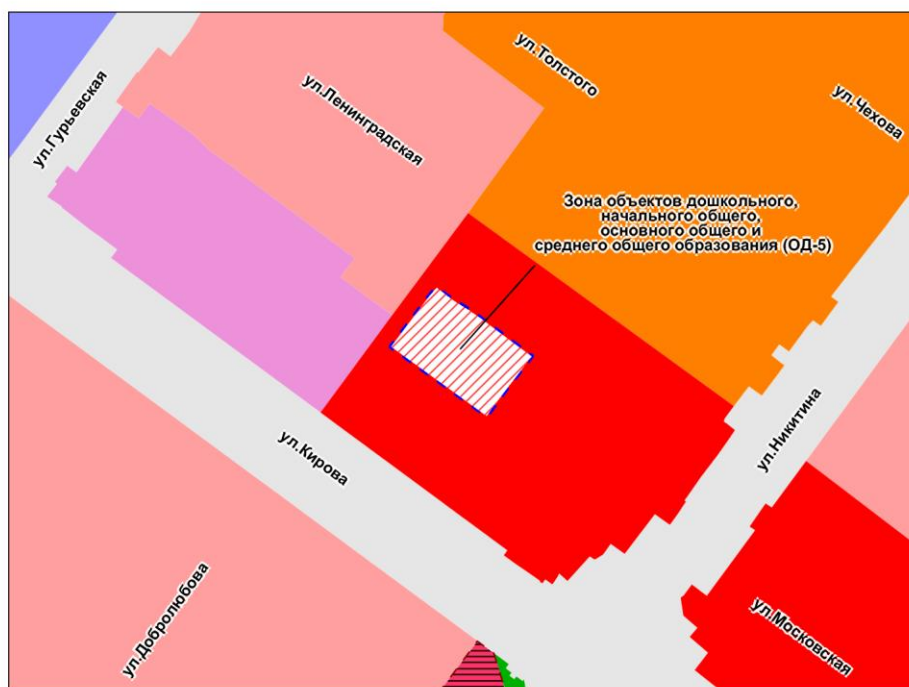 ул.Толстого
ул.Гурьевская
ул.Ленинградская
ул.Чехова
Зона объектов дошкольного,
начального общего,
основного общего и
среднего общего образования (ОД-5)
ул.Никитина
ул.Кирова
ул.Добролюбова
ул.Московская